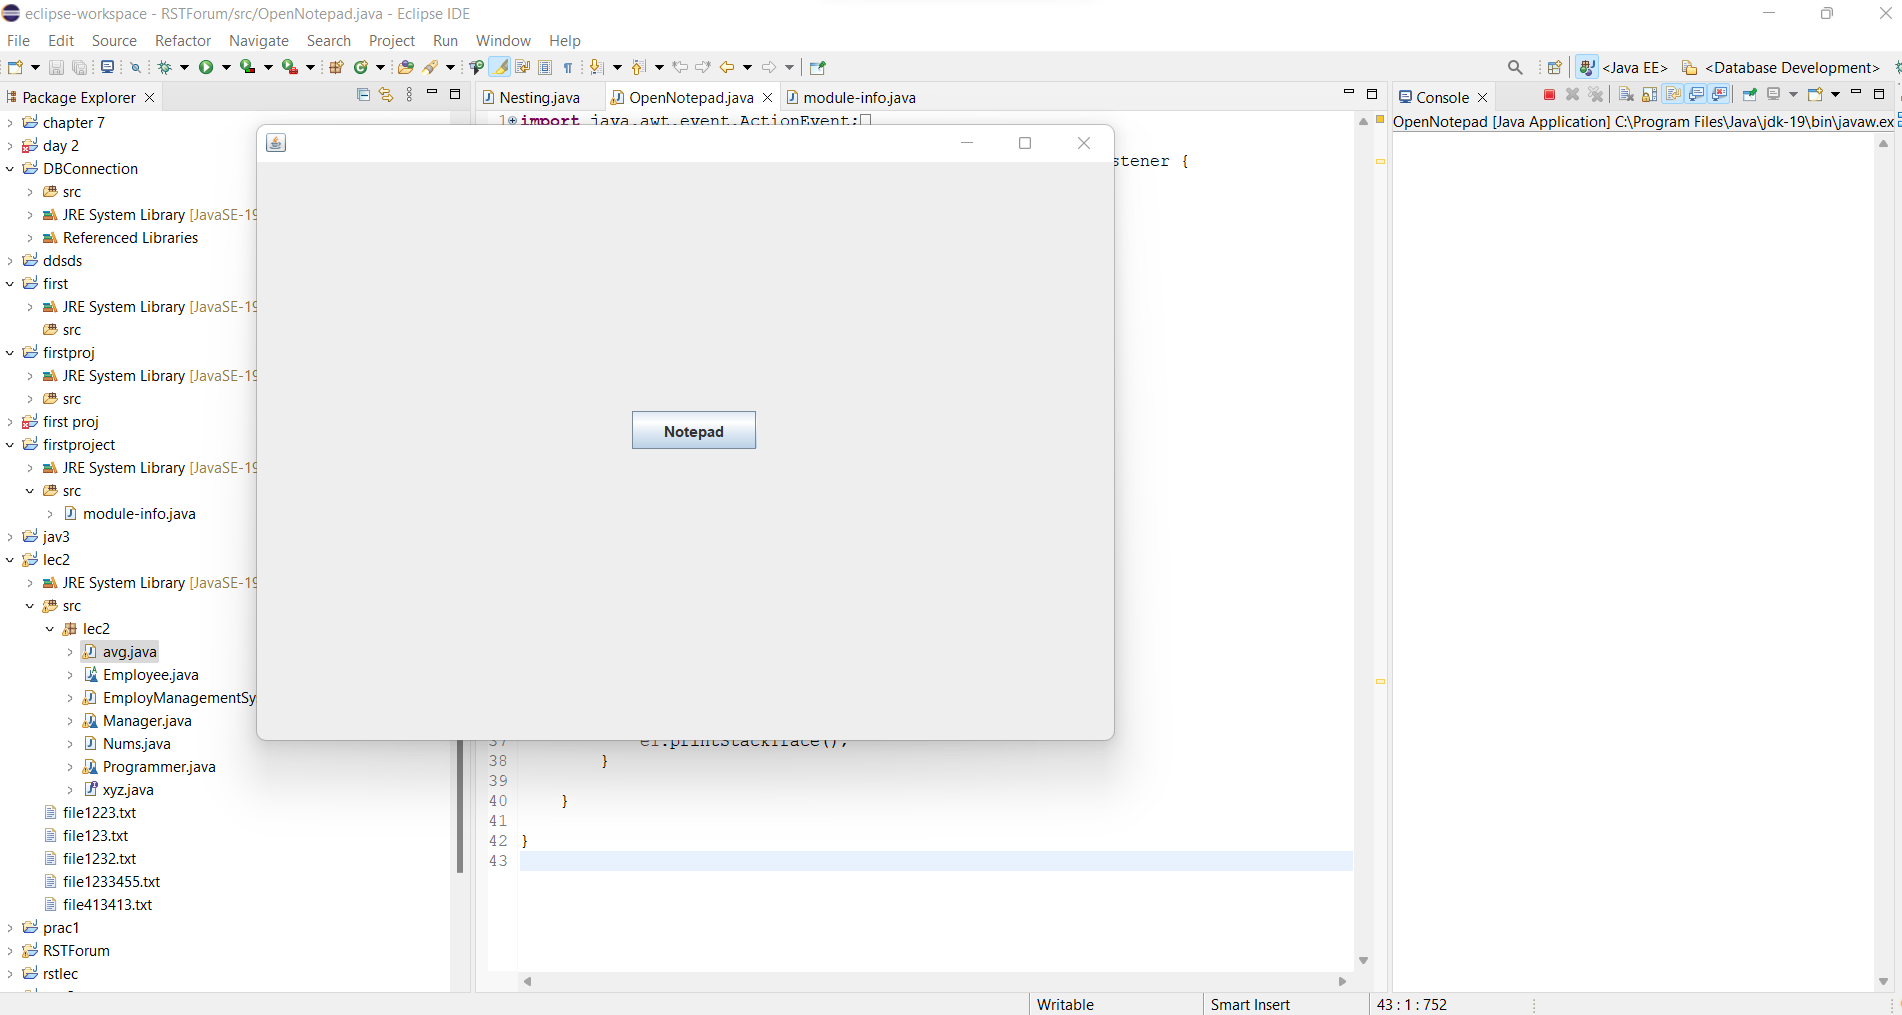 eclipse-workspace - RSTForum/src/OpenNotepad.java - Eclipse IDE
File Edit Source Refactor Navigate Search Project Run Window Help
<Java EE> <Database Development>
Package Explorer
Nesting.java OpenNotepad.java module-info.java
Console
OpenNotepad [Java Application] C:\Program Files\Java\jdk-19\bin\javaw.ex
chapter 7
day 2
DBConnection
src
JRE System Library [JavaSE-19
Referenced Libraries
ddsds
first
JRE System Library [JavaSE-19
src
firstproj
JRE System Library [JavaSE-19
src
first proj
firstproject
JRE System Library [JavaSE-19
src
module-info.java
jav3
lec2
JRE System Library [JavaSE-19
src
lec2
avg.java
Employee.java
EmployManagementSy
Manager.java
Nums.java
Programmer.java
xyz.java
file1223.txt
file123.txt
file1232.txt
file1233455.txt
file413413.txt
prac1
RSTForum
rstlec
1 import java.awt.event.ActionEvent;
stener {
Notepad
37 e1.printStackTrace();
38 }
39
40 }
41
42 }
43
Writable Smart Insert 43 : 1 : 752